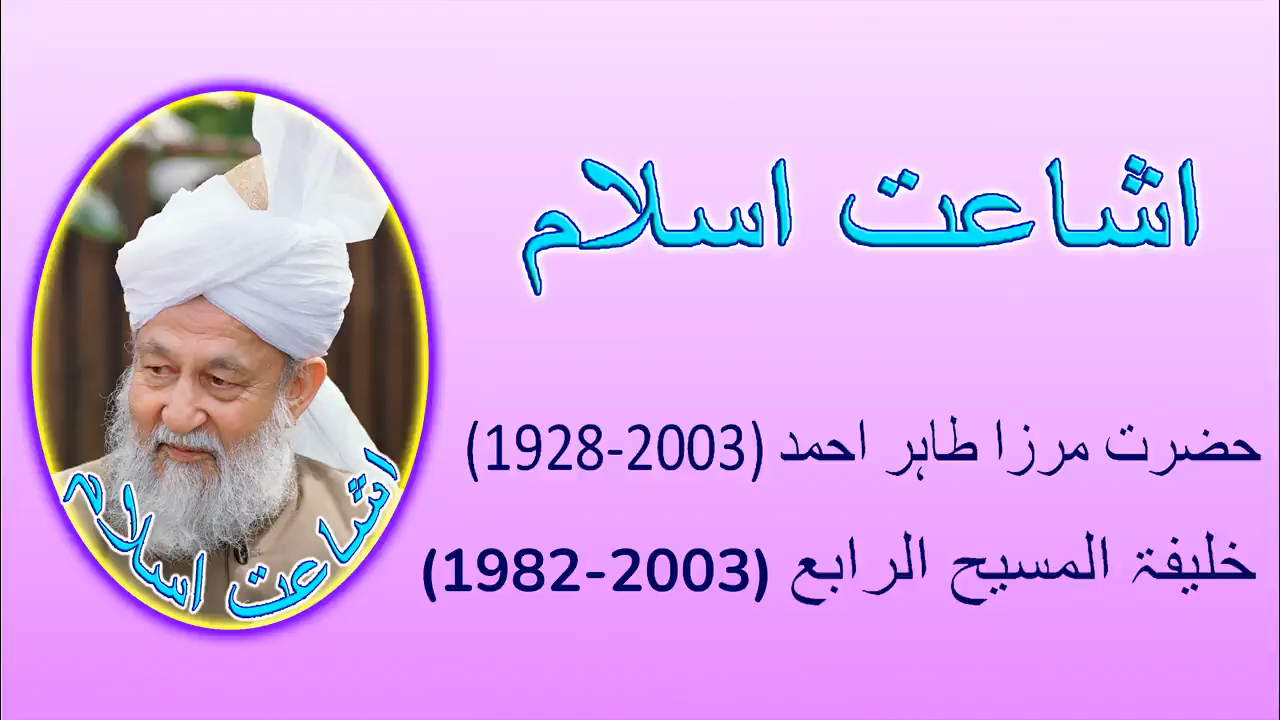 اشاعت اسلام
حضرت مرزا طاہر احمد (1928-2003)
خلیفۃ المسیح الرابع (1982-2003)
اشاعت اسلام